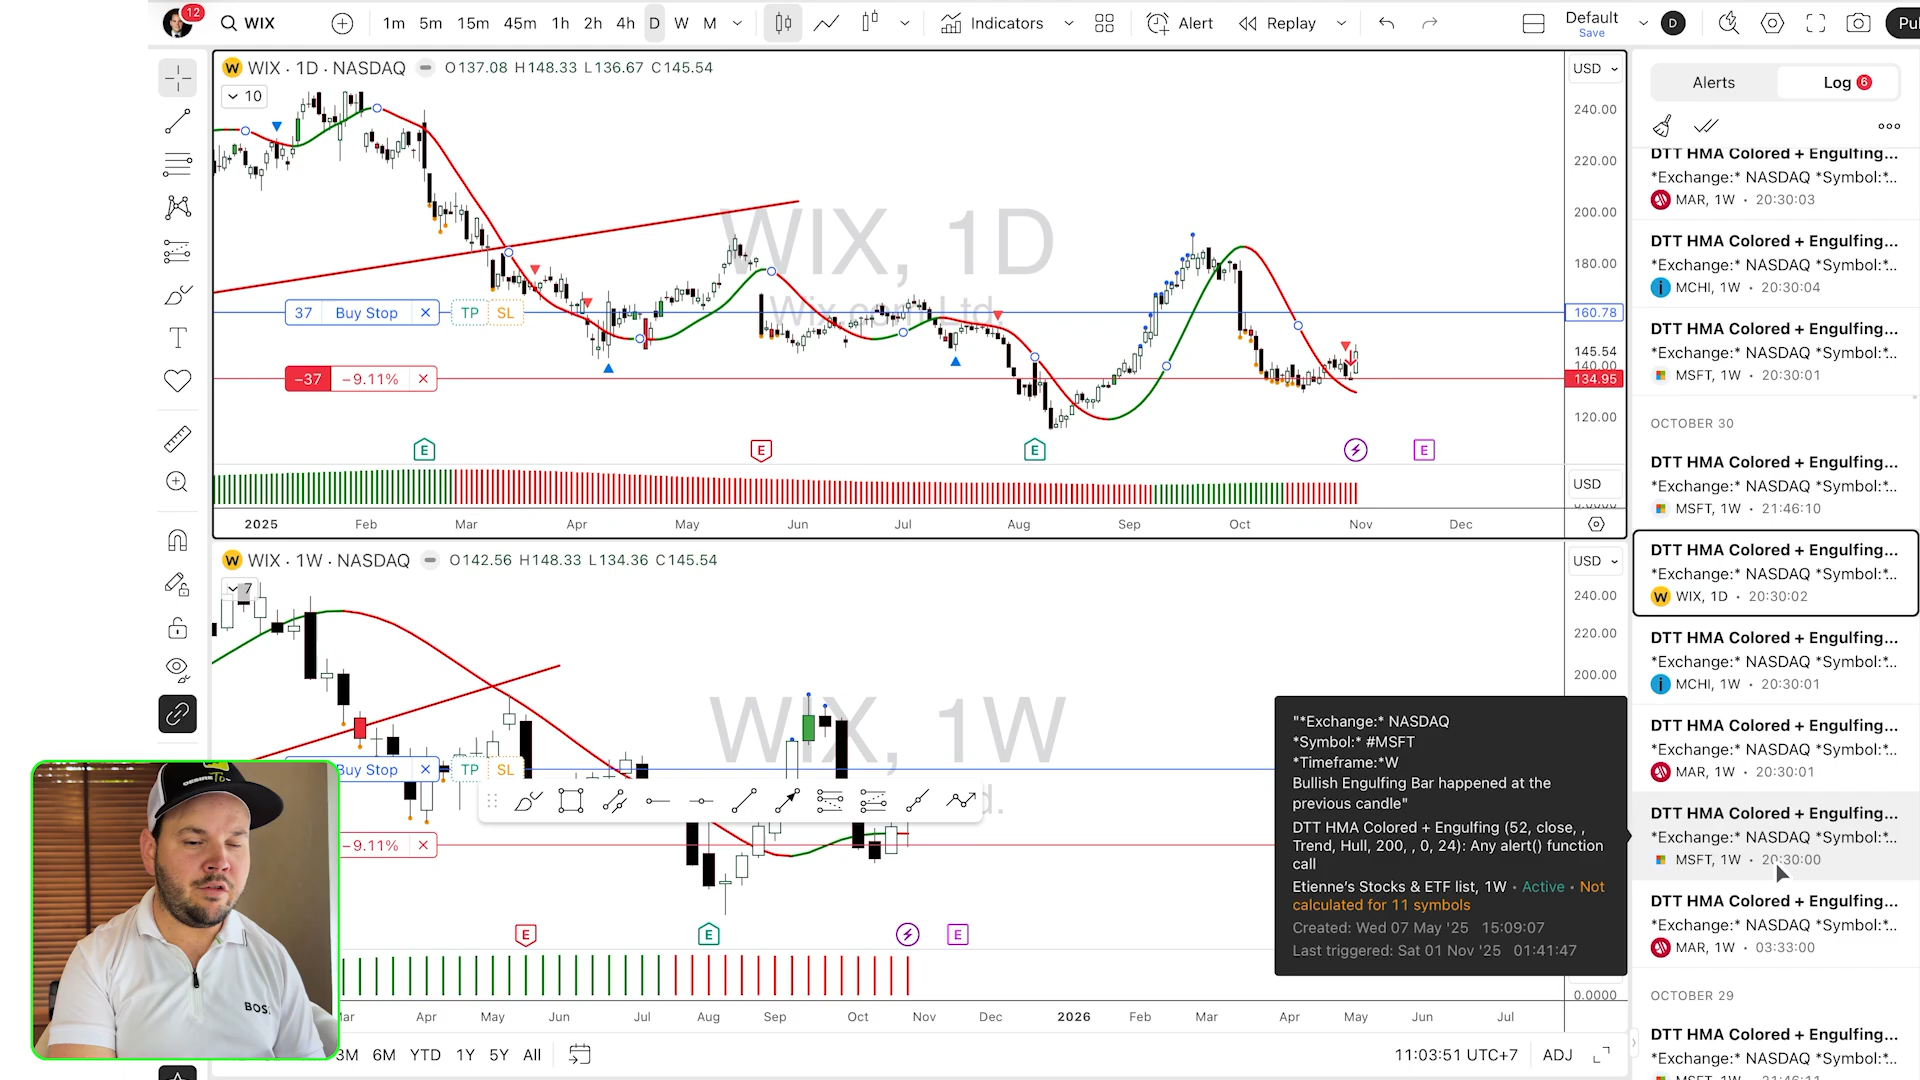 12
WIX
1m 5m 15m 45m 1h 2h 4h D W M
Indicators
Alert
Replay
Default
Save
D
WIX · 1D · NASDAQ O137.08 H148.33 L136.67 C145.54
10
WIX, 1D
Wix.com Ltd.
37 Buy Stop TP SL
−37 −9.11%
USD
240.00
220.00
200.00
180.00
160.78
145.54
140.00
134.95
120.00
E E E E
USD
2025 Feb Mar Apr May Jun Jul Aug Sep Oct Nov Dec
WIX · 1W · NASDAQ O142.56 H148.33 L134.36 C145.54
7
WIX, 1W
Buy Stop TP SL
−9.11%
USD
240.00
220.00
200.00
E E E
0.0000
Apr May Jun Jul Aug Sep Oct Nov Dec 2026 Feb Mar Apr May Jun Jul
3M 6M YTD 1Y 5Y All
11:03:51 UTC+7 ADJ
BOSS
Alerts Log 6
DTT HMA Colored + Engulfing...
*Exchange:* NASDAQ *Symbol:*...
MAR, 1W · 20:30:03
DTT HMA Colored + Engulfing...
*Exchange:* NASDAQ *Symbol:*...
MCHI, 1W · 20:30:04
DTT HMA Colored + Engulfing...
*Exchange:* NASDAQ *Symbol:*...
MSFT, 1W · 20:30:01
OCTOBER 30
DTT HMA Colored + Engulfing...
*Exchange:* NASDAQ *Symbol:*...
MSFT, 1W · 21:46:10
DTT HMA Colored + Engulfing...
*Exchange:* NASDAQ *Symbol:*...
WIX, 1D · 20:30:02
DTT HMA Colored + Engulfing...
*Exchange:* NASDAQ *Symbol:*...
MCHI, 1W · 20:30:01
DTT HMA Colored + Engulfing...
*Exchange:* NASDAQ *Symbol:*...
MAR, 1W · 20:30:01
DTT HMA Colored + Engulfing...
*Exchange:* NASDAQ *Symbol:*...
MSFT, 1W · 20:30:00
DTT HMA Colored + Engulfing...
*Exchange:* NASDAQ *Symbol:*...
MAR, 1W · 03:33:00
OCTOBER 29
DTT HMA Colored + Engulfing...
*Exchange:* NASDAQ *Symbol:*...
"*Exchange:* NASDAQ
*Symbol:* #MSFT
*Timeframe:*W
Bullish Engulfing Bar happened at the
previous candle"
DTT HMA Colored + Engulfing (52, close, ,
Trend, Hull, 200, , 0, 24): Any alert() function
call
Etienne's Stocks & ETF list, 1W · Active · Not
calculated for 11 symbols
Created: Wed 07 May '25 15:09:07
Last triggered: Sat 01 Nov '25 01:41:47